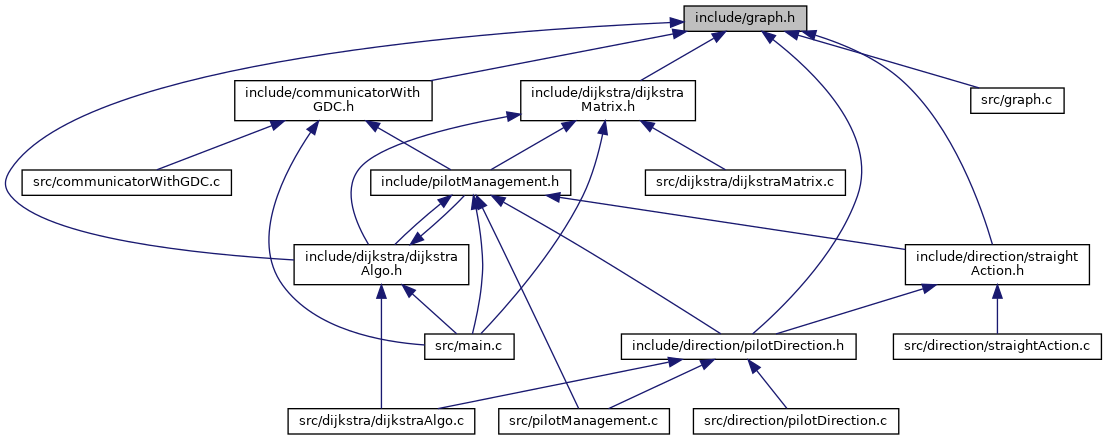 include/graph.h
include/communicatorWith
GDC.h
include/dijkstra/dijkstra
Matrix.h
src/graph.c
src/communicatorWithGDC.c
include/pilotManagement.h
src/dijkstra/dijkstraMatrix.c
include/dijkstra/dijkstra
Algo.h
include/direction/straight
Action.h
src/main.c
include/direction/pilotDirection.h
src/direction/straightAction.c
src/dijkstra/dijkstraAlgo.c
src/pilotManagement.c
src/direction/pilotDirection.c